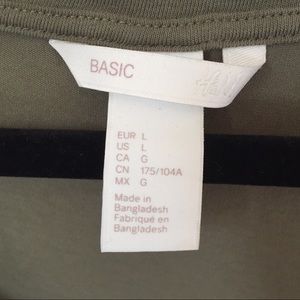 BASIC
H&M
EUR L
US L
CA G
CN 175/104A
MX G
Made in
Bangladesh
Fabriqué en
Bangladesh